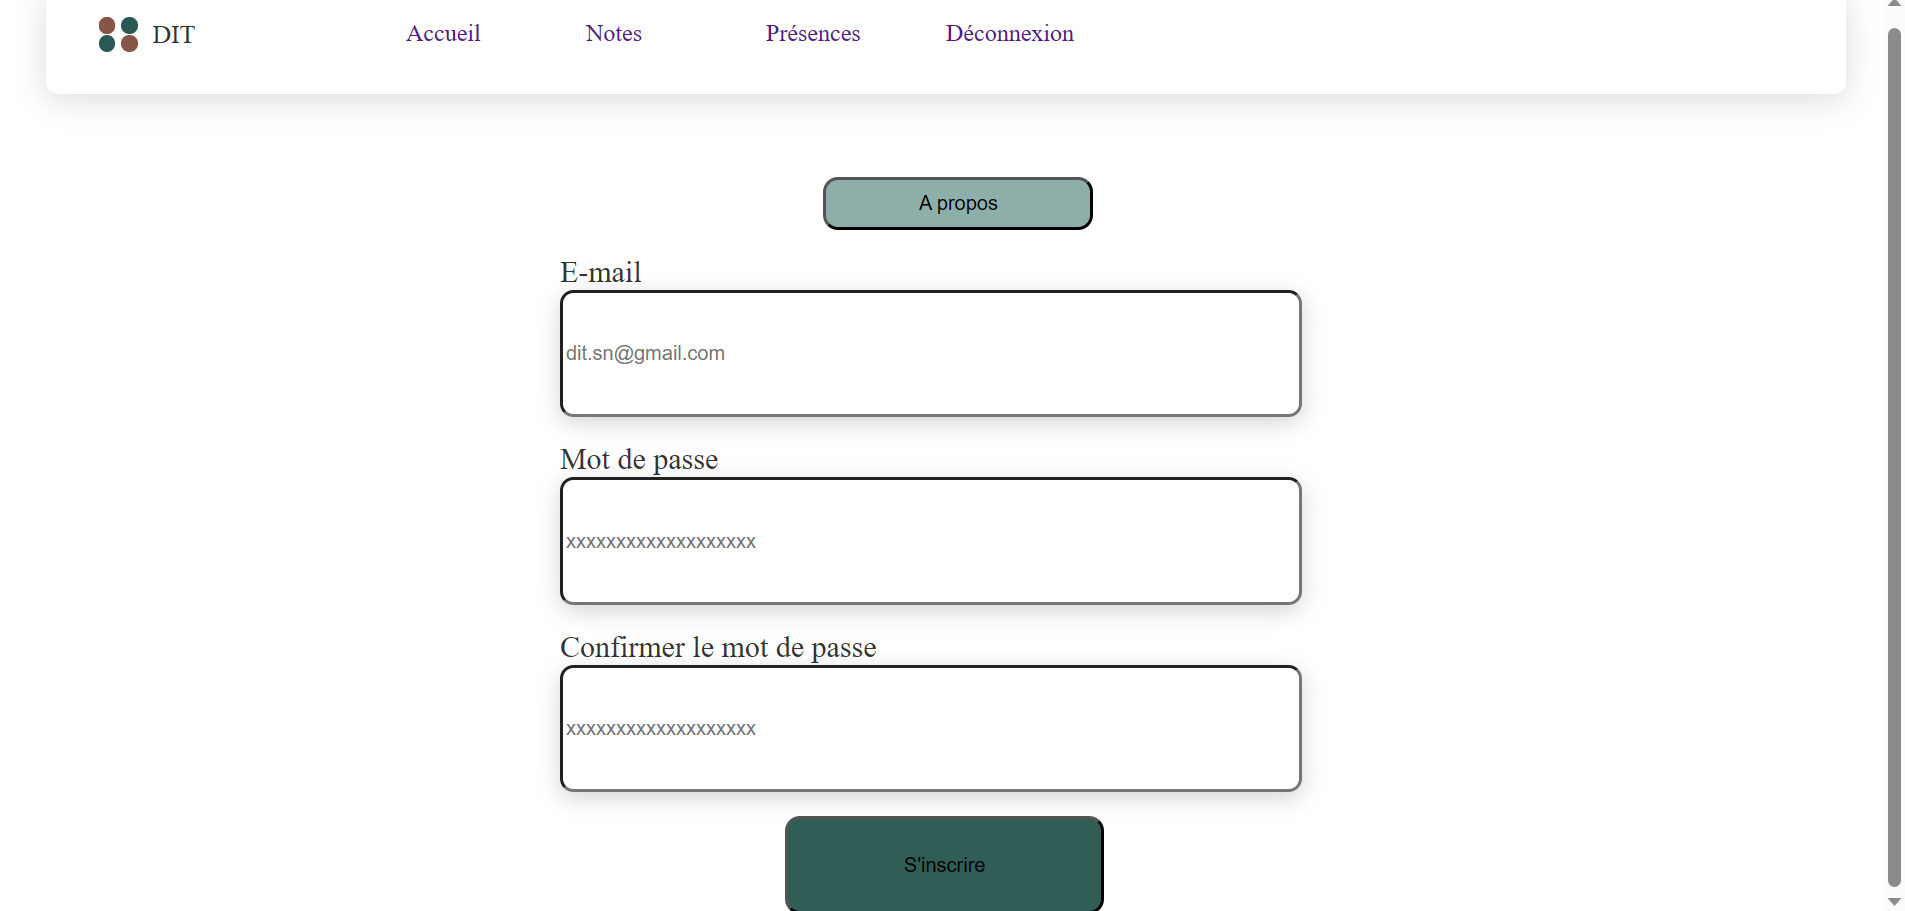 DIT Accueil Notes Présences Déconnexion
A propos
E-mail
dit.sn@gmail.com
Mot de passe
xxxxxxxxxxxxxxxxxxx
Confirmer le mot de passe
xxxxxxxxxxxxxxxxxxx
S'inscrire